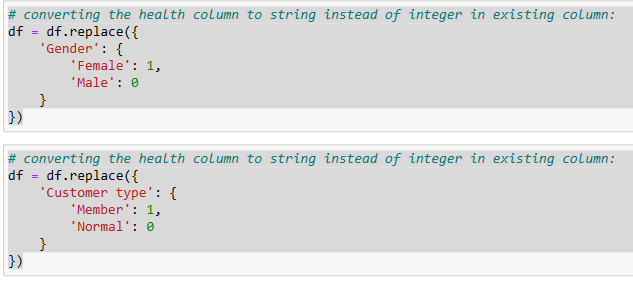 # converting the health column to string instead of integer in existing column:
df = df.replace({
    'Gender': {
        'Female': 1,
        'Male': 0
    }
})
# converting the health column to string instead of integer in existing column:
df = df.replace({
    'Customer type': {
        'Member': 1,
        'Normal': 0
    }
})